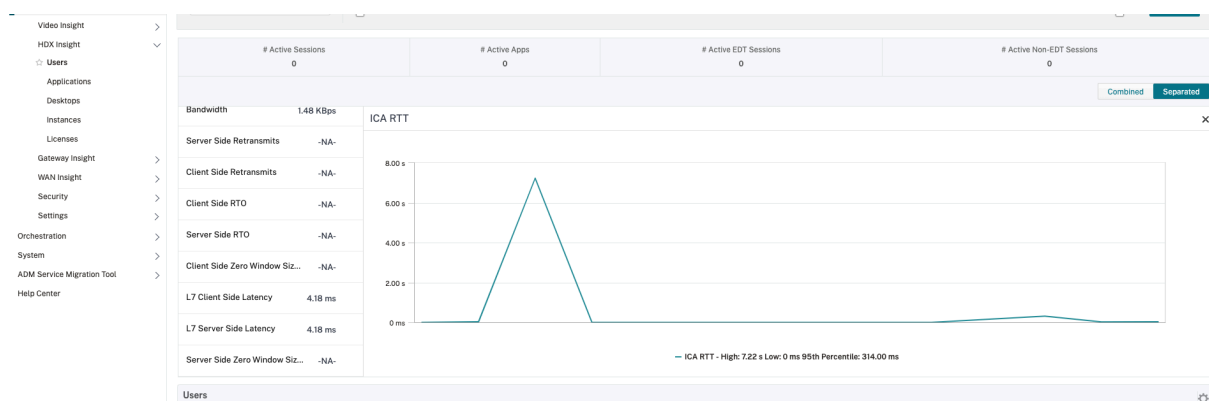 Video Insight
HDX Insight
Users
Applications
Desktops
Instances
Licenses
Gateway Insight
WAN Insight
Security
Settings
Orchestration
System
ADM Service Migration Tool
Help Center
# Active Sessions
0
# Active Apps
0
# Active EDT Sessions
0
# Active Non-EDT Sessions
0
Combined Separated
Bandwidth 1.48 KBps
Server Side Retransmits -NA-
Client Side Retransmits -NA-
Client Side RTO -NA-
Server Side RTO -NA-
Client Side Zero Window Siz... -NA-
L7 Client Side Latency 4.18 ms
L7 Server Side Latency 4.18 ms
Server Side Zero Window Siz... -NA-
ICA RTT
8.00 s
6.00 s
4.00 s
2.00 s
0 ms
ICA RTT - High: 7.22 s Low: 0 ms 95th Percentile: 314.00 ms
Users